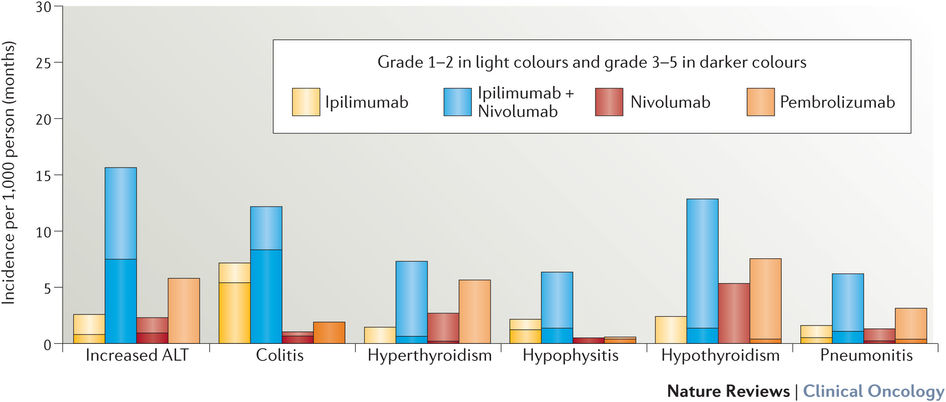 30
25
20
15
10
5
0
Incidence per 1,000 person (months)
Grade 1–2 in light colours and grade 3–5 in darker colours
Ipilimumab
Ipilimumab +
Nivolumab
Nivolumab
Pembrolizumab
Increased ALT
Colitis
Hyperthyroidism
Hypophysitis
Hypothyroidism
Pneumonitis
Nature Reviews | Clinical Oncology